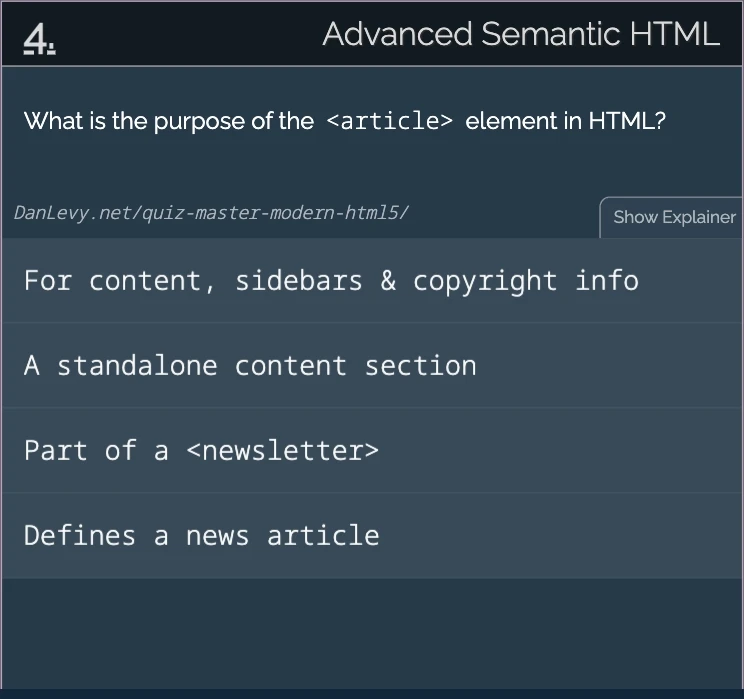 4.
Advanced Semantic HTML
What is the purpose of the <article> element in HTML?
DanLevy.net/quiz-master-modern-html5/
Show Explainer
For content, sidebars & copyright info
A standalone content section
Part of a <newsletter>
Defines a news article